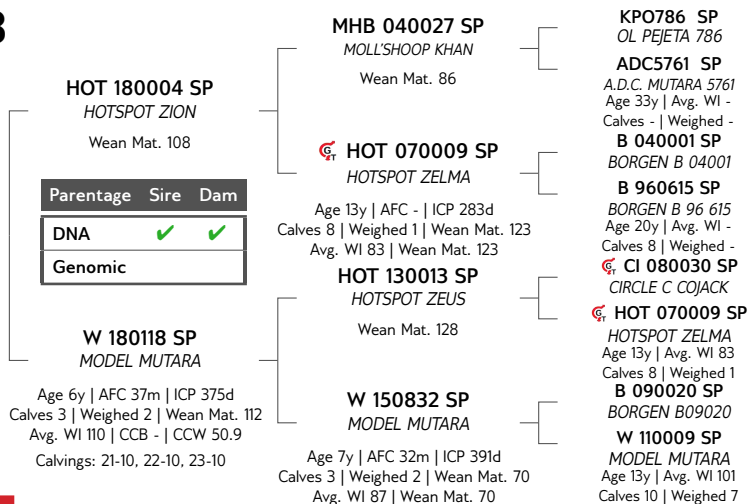 3
HOT 180004 SP
HOTSPOT ZION
Wean Mat. 108
Parentage Sire Dam
DNA ✔ ✔
Genomic
W 180118 SP
MODEL MUTARA
Age 6y | AFC 37m | ICP 375d
Calves 3 | Weighed 2 | Wean Mat. 112
Avg. WI 110 | CCB - | CCW 50.9
Calvings: 21-10, 22-10, 23-10
MHB 040027 SP
MOLL'SHOOP KHAN
Wean Mat. 86
HOT 070009 SP
HOTSPOT ZELMA
Age 13y | AFC - | ICP 283d
Calves 8 | Weighed 1 | Wean Mat. 123
Avg. WI 83 | Wean Mat. 123
HOT 130013 SP
HOTSPOT ZEUS
Wean Mat. 128
W 150832 SP
MODEL MUTARA
Age 7y | AFC 32m | ICP 391d
Calves 3 | Weighed 2 | Wean Mat. 70
Avg. WI 87 | Wean Mat. 70
KPO786 SP
OL PEJETA 786
ADC5761 SP
A.D.C. MUTARA 5761
Age 33y | Avg. WI -
Calves - | Weighed -
B 040001 SP
BORGEN B 04001
B 960615 SP
BORGEN B 96 615
Age 20y | Avg. WI -
Calves 8 | Weighed -
CI 080030 SP
CIRCLE C COJACK
HOT 070009 SP
HOTSPOT ZELMA
Age 13y | Avg. WI 83
Calves 8 | Weighed 1
B 090020 SP
BORGEN B09020
W 110009 SP
MODEL MUTARA
Age 13y | Avg. WI 101
Calves 10 | Weighed 7